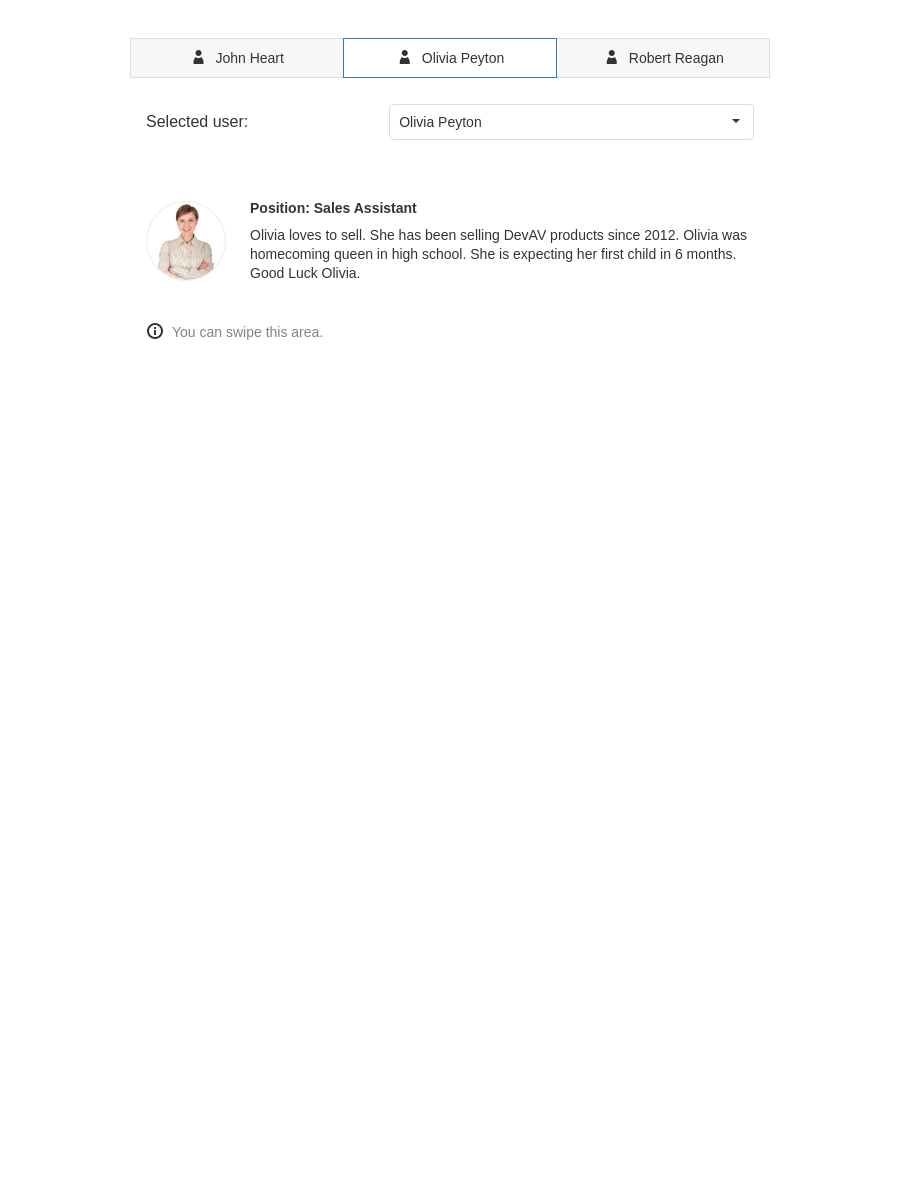 John Heart
Olivia Peyton
Robert Reagan
Selected user:
Olivia Peyton
Position: Sales Assistant
Olivia loves to sell. She has been selling DevAV products since 2012. Olivia was
homecoming queen in high school. She is expecting her first child in 6 months.
Good Luck Olivia.
You can swipe this area.